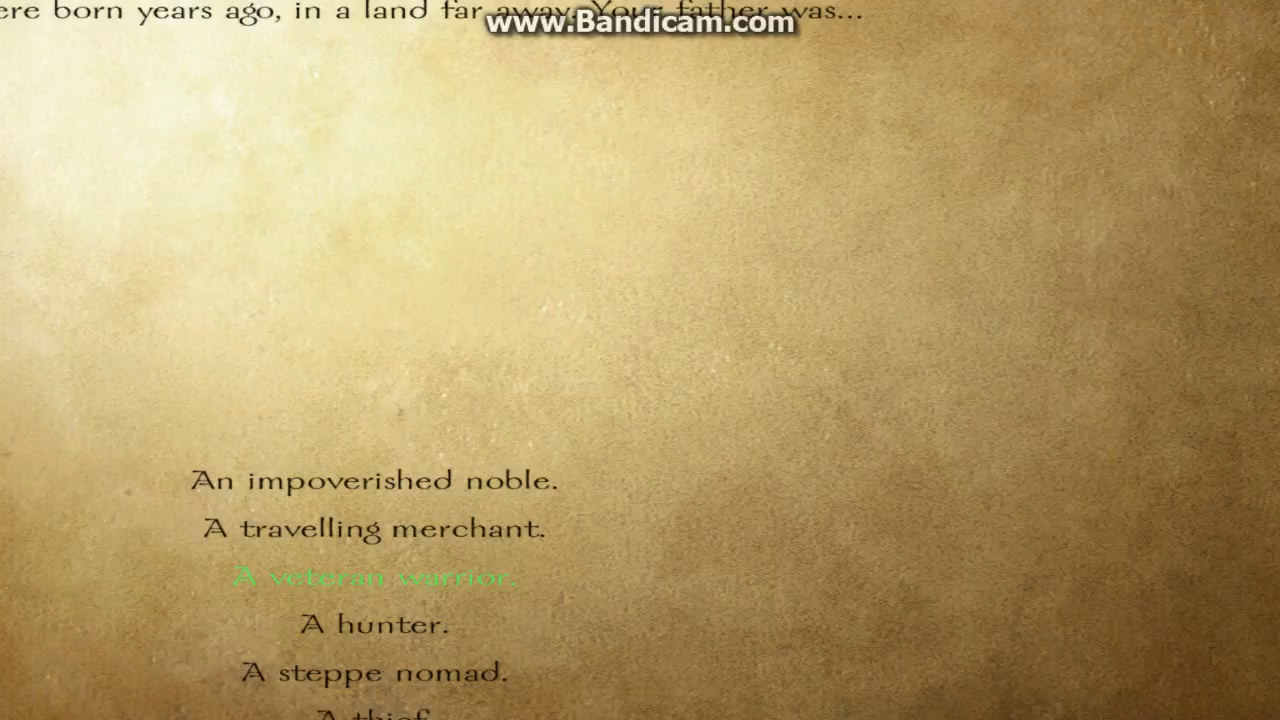 ere born years ago, in a land far away. Your father was...
www.Bandicam.com
An impoverished noble.
A travelling merchant.
A veteran warrior.
A hunter.
A steppe nomad.
A thief.